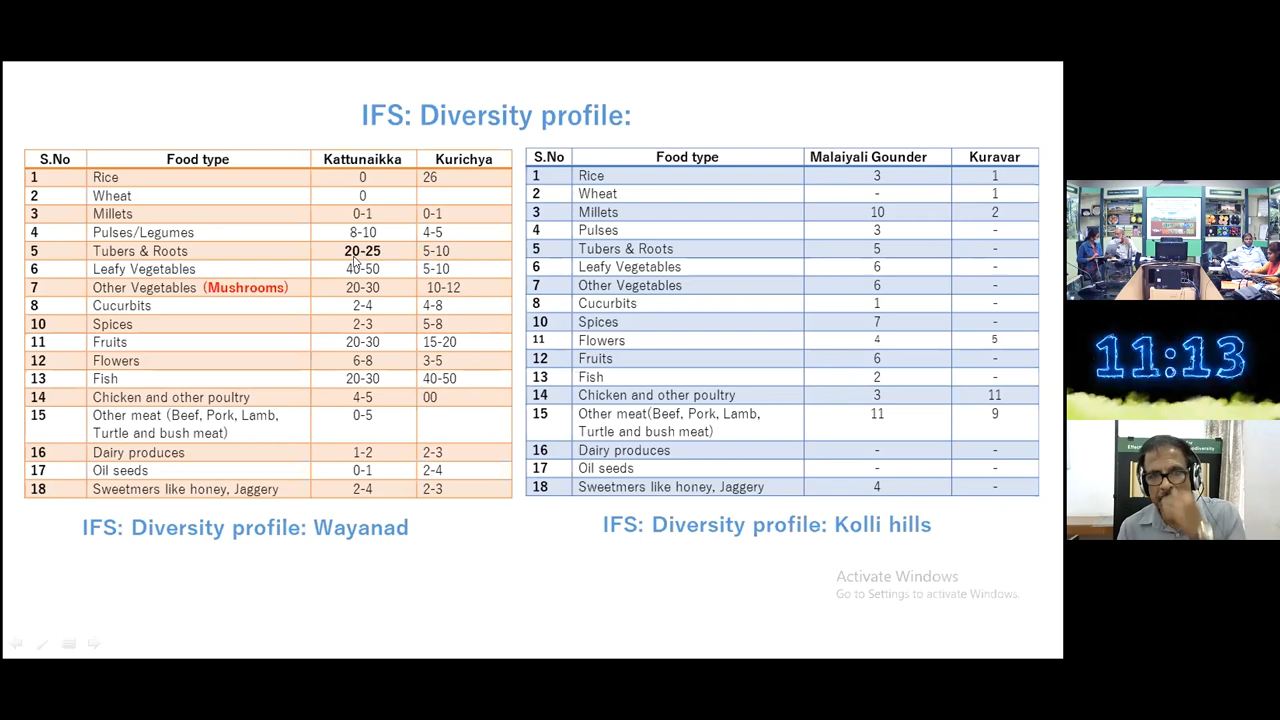 IFS: Diversity profile:
S.No Food type Kattunaikka Kurichya
1 Rice 0 26
2 Wheat 0
3 Millets 0-1 0-1
4 Pulses/Legumes 8-10 4-5
5 Tubers & Roots 20-25 5-10
6 Leafy Vegetables 40-50 5-10
7 Other Vegetables (Mushrooms) 20-30 10-12
8 Cucurbits 2-4 4-8
10 Spices 2-3 5-8
11 Fruits 20-30 15-20
12 Flowers 6-8 3-5
13 Fish 20-30 40-50
14 Chicken and other poultry 4-5 00
15 Other meat (Beef, Pork, Lamb, 0-5
Turtle and bush meat)
16 Dairy produces 1-2 2-3
17 Oil seeds 0-1 2-4
18 Sweetmers like honey, Jaggery 2-4 2-3
IFS: Diversity profile: Wayanad
S.No Food type Malaiyali Gounder Kuravar
1 Rice 3 1
2 Wheat - 1
3 Millets 10 2
4 Pulses 3 -
5 Tubers & Roots 5 -
6 Leafy Vegetables 6 -
7 Other Vegetables 6 -
8 Cucurbits 1 -
10 Spices 7 -
11 Flowers 4 5
12 Fruits 6 -
13 Fish 2 -
14 Chicken and other poultry 3 11
15 Other meat(Beef, Pork, Lamb, 11 9
Turtle and bush meat)
16 Dairy produces - -
17 Oil seeds - -
18 Sweetmers like honey, Jaggery 4 -
IFS: Diversity profile: Kolli hills
Activate Windows
Go to Settings to activate Windows.
11:13